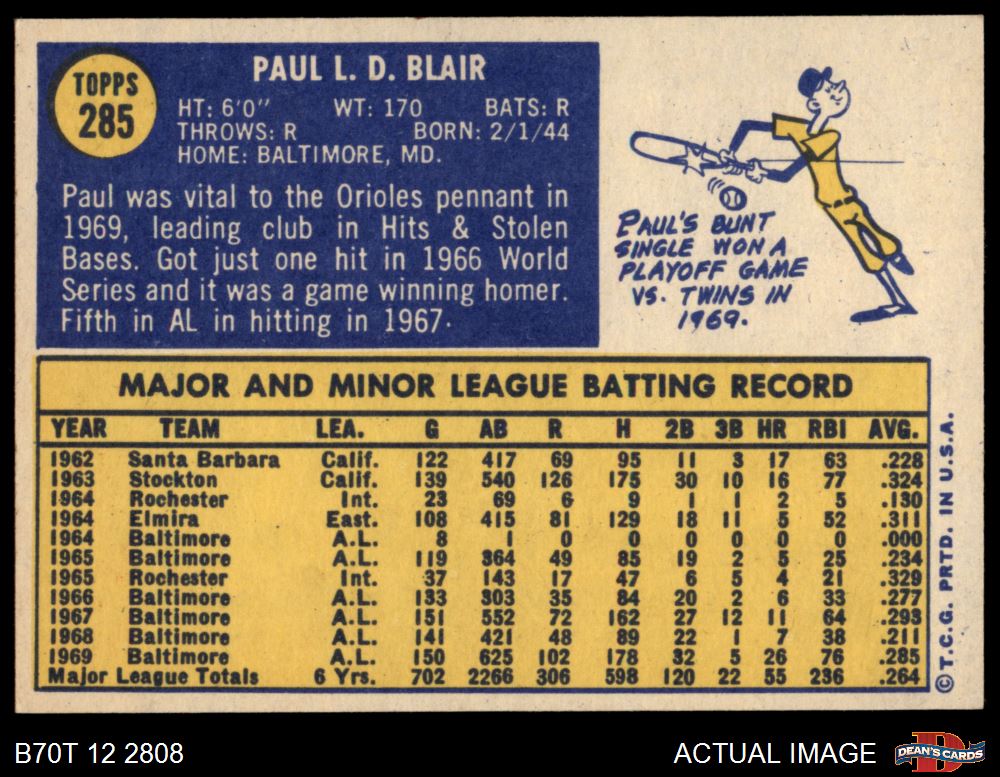 TOPPS
285
PAUL L. D. BLAIR
HT: 6'0" WT: 170 BATS: R
THROWS: R BORN: 2/1/44
HOME: BALTIMORE, MD.
Paul was vital to the Orioles pennant in
1969, leading club in Hits & Stolen
Bases. Got just one hit in 1966 World
Series and it was a game winning homer.
Fifth in AL in hitting in 1967.
PAUL'S BUNT
SINGLE WON A
PLAYOFF GAME
VS. TWINS IN
1969.
MAJOR AND MINOR LEAGUE BATTING RECORD
YEAR TEAM LEA. G AB R H 2B 3B HR RBI AVG.
1962 Santa Barbara Calif. 122 417 69 95 11 3 17 63 .228
1963 Stockton Calif. 139 540 126 175 30 10 16 77 .324
1964 Rochester Int. 23 69 6 9 1 1 2 5 .130
1964 Elmira East. 108 415 81 129 18 11 5 52 .311
1964 Baltimore A.L. 8 1 0 0 0 0 0 0 .000
1965 Baltimore A.L. 119 364 49 85 19 2 5 25 .234
1965 Rochester Int. 37 143 17 47 6 5 4 21 .329
1966 Baltimore A.L. 133 303 35 84 20 2 6 33 .277
1967 Baltimore A.L. 151 552 72 162 27 12 11 64 .293
1968 Baltimore A.L. 141 421 48 89 22 1 7 38 .211
1969 Baltimore A.L. 150 625 102 178 32 5 26 76 .285
Major League Totals 6 Yrs. 702 2266 306 598 120 22 55 236 .264
©T.C.G. PRTD. IN U.S.A.
B70T 12 2808
ACTUAL IMAGE
D
DEAN'S CARDS